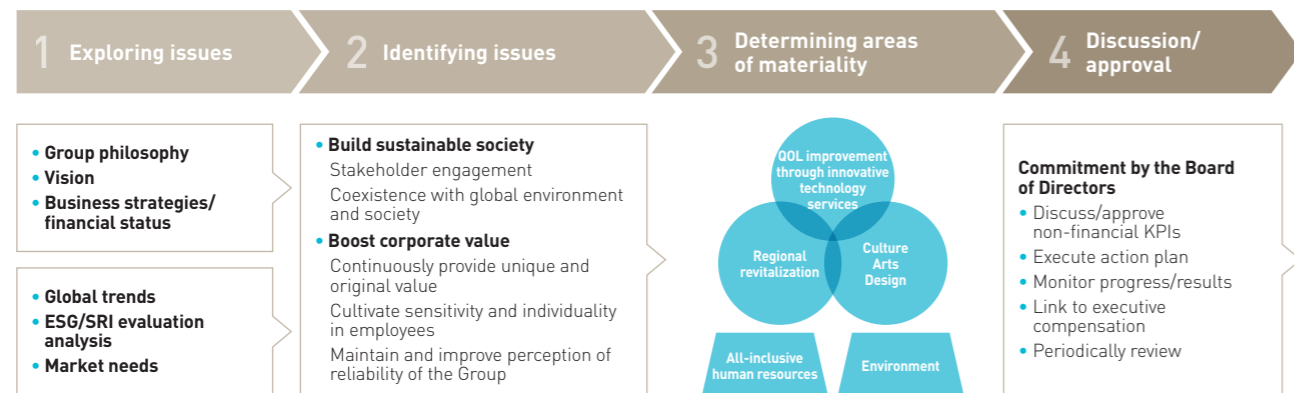 1 Exploring issues
2 Identifying issues
3 Determining areas
of materiality
4 Discussion/
approval
• Group philosophy
• Vision
• Business strategies/
financial status
• Global trends
• ESG/SRI evaluation
analysis
• Market needs
• Build sustainable society
Stakeholder engagement
Coexistence with global environment
and society
• Boost corporate value
Continuously provide unique and
original value
Cultivate sensitivity and individuality
in employees
Maintain and improve perception of
reliability of the Group
QOL improvement
through innovative
technology
services
Regional
revitalization
Culture
Arts
Design
All-inclusive
human resources
Environment
Commitment by the Board
of Directors
• Discuss/approve
non-financial KPIs
• Execute action plan
• Monitor progress/results
• Link to executive
compensation
• Periodically review